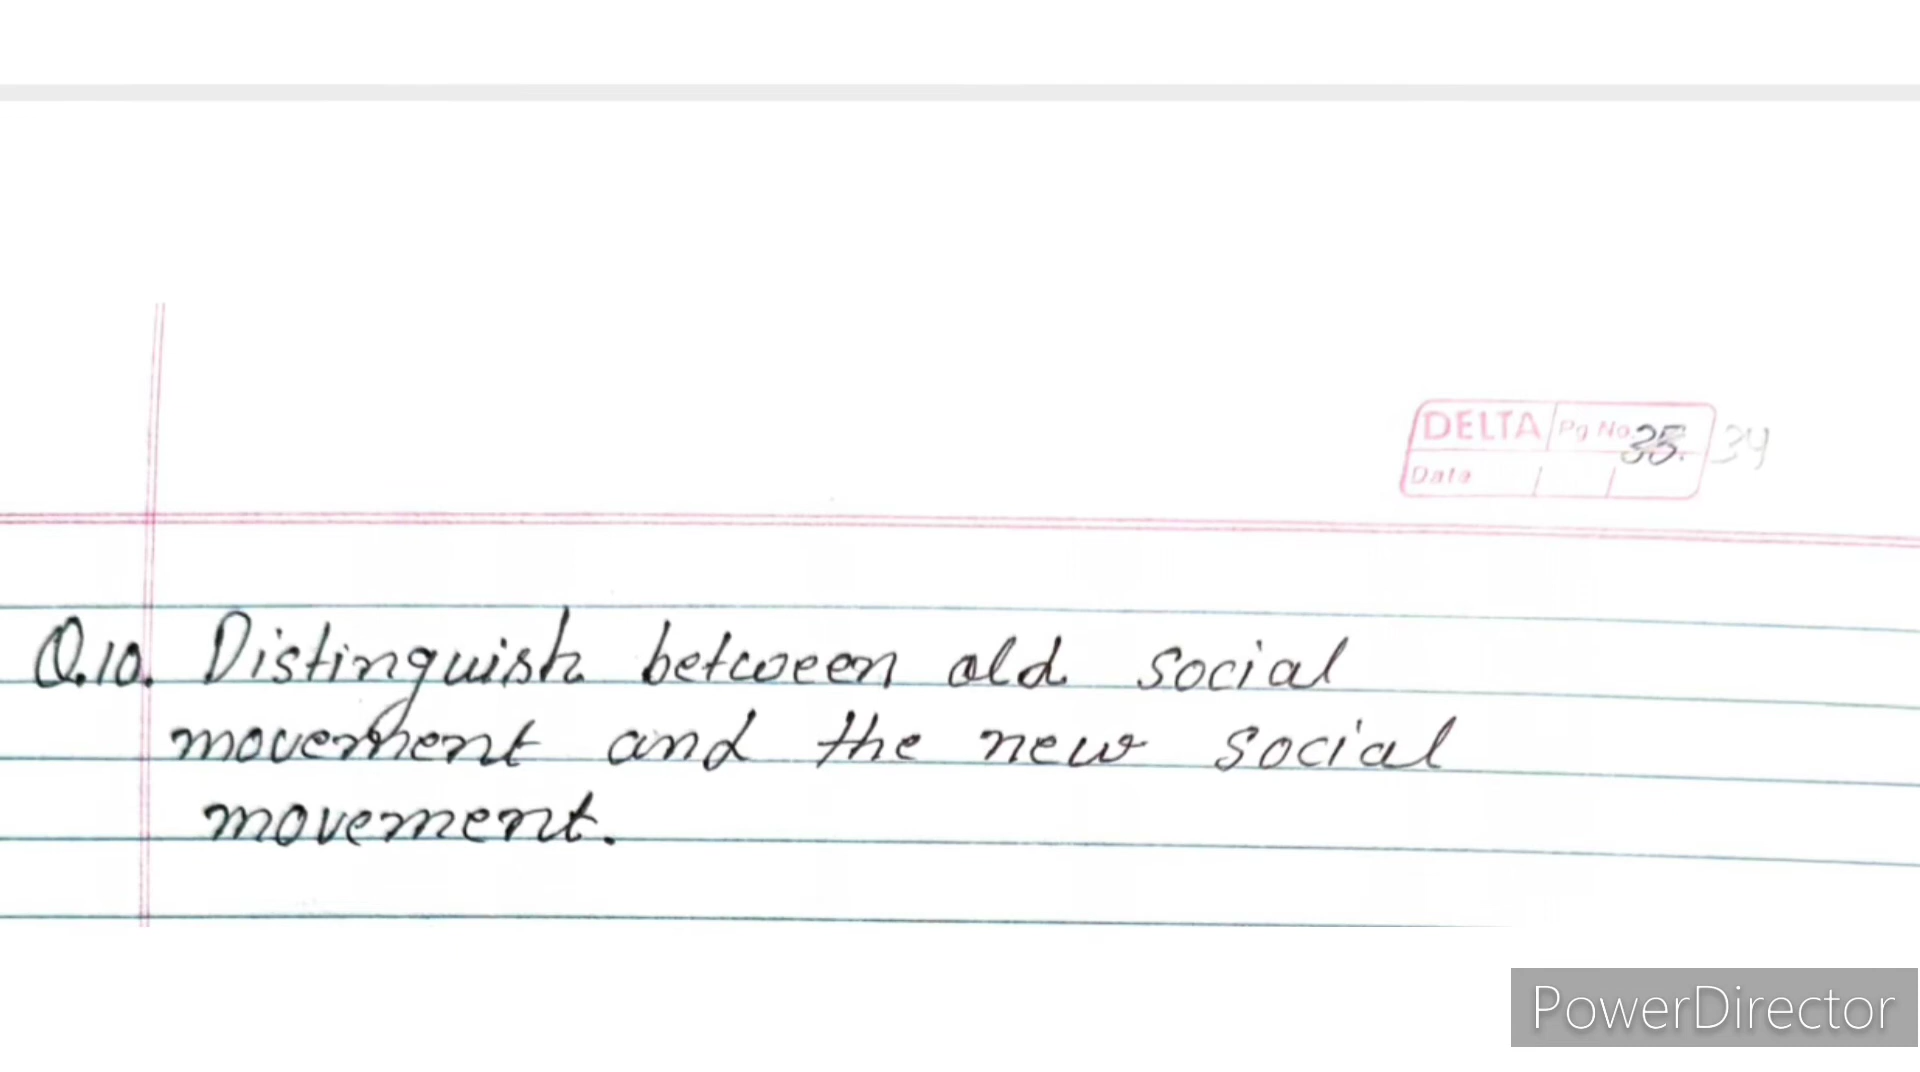 DELTA Pg No. 35. 34
Date
Q.10. Distinguish between old social
movement and the new social
movement.
PowerDirector